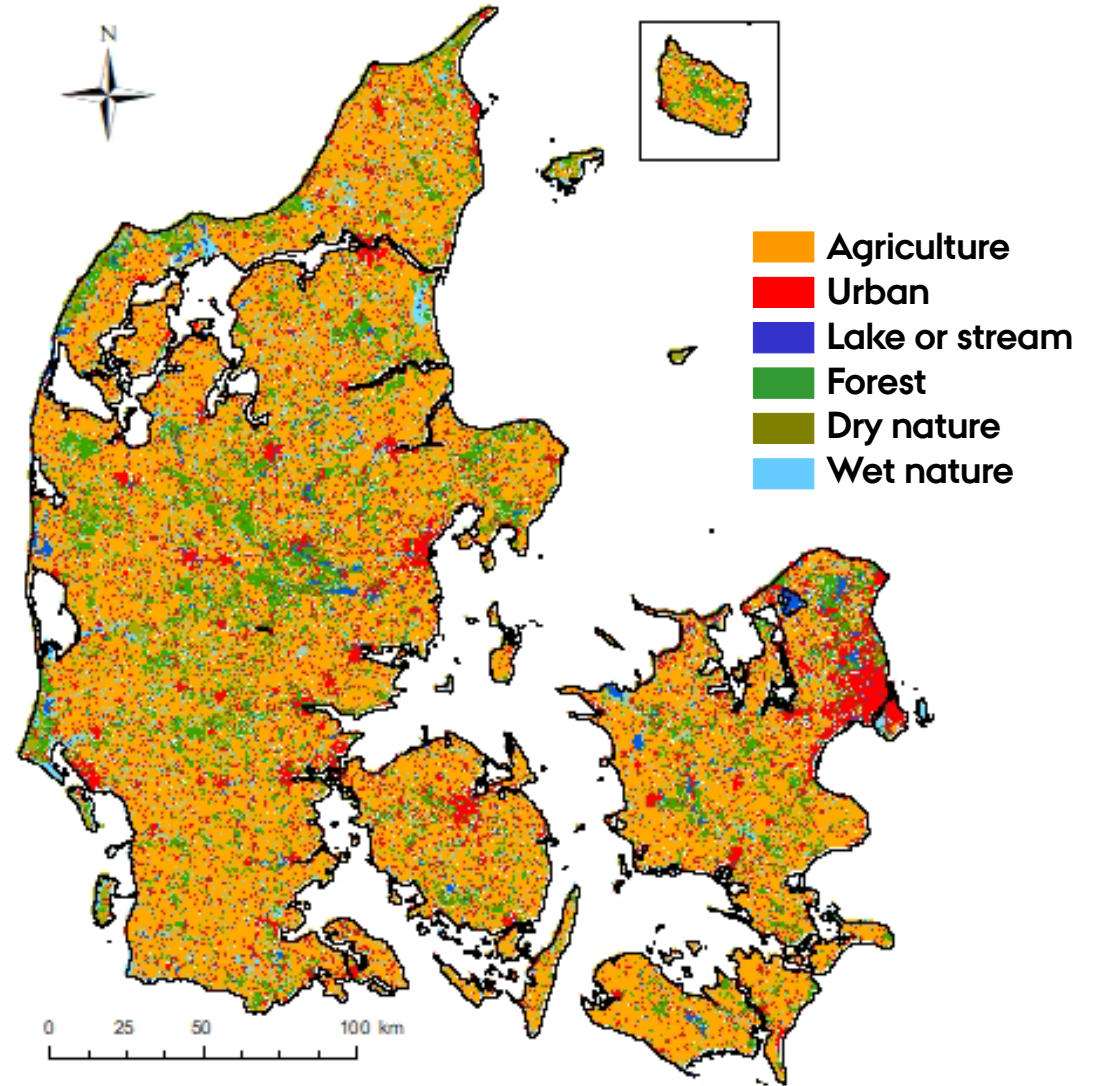 N
Agriculture
Urban
Lake or stream
Forest
Dry nature
Wet nature
0 25 50 100 km